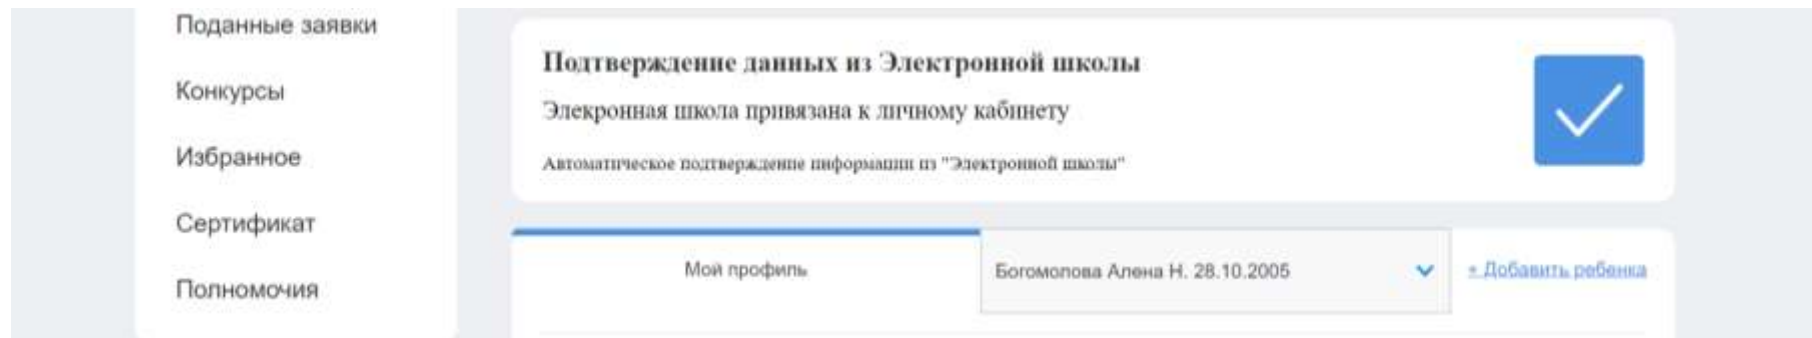 Поданные заявки
Конкурсы
Избранное
Сертификат
Полномочия
Подтверждение данных из Электронной школы
Элекронная школа привязана к личному кабинету
Автоматическое подтверждение информации из "Электронной школы"
Мой профиль
Богомолова Алена Н. 28.10.2005
+ Добавить ребенка